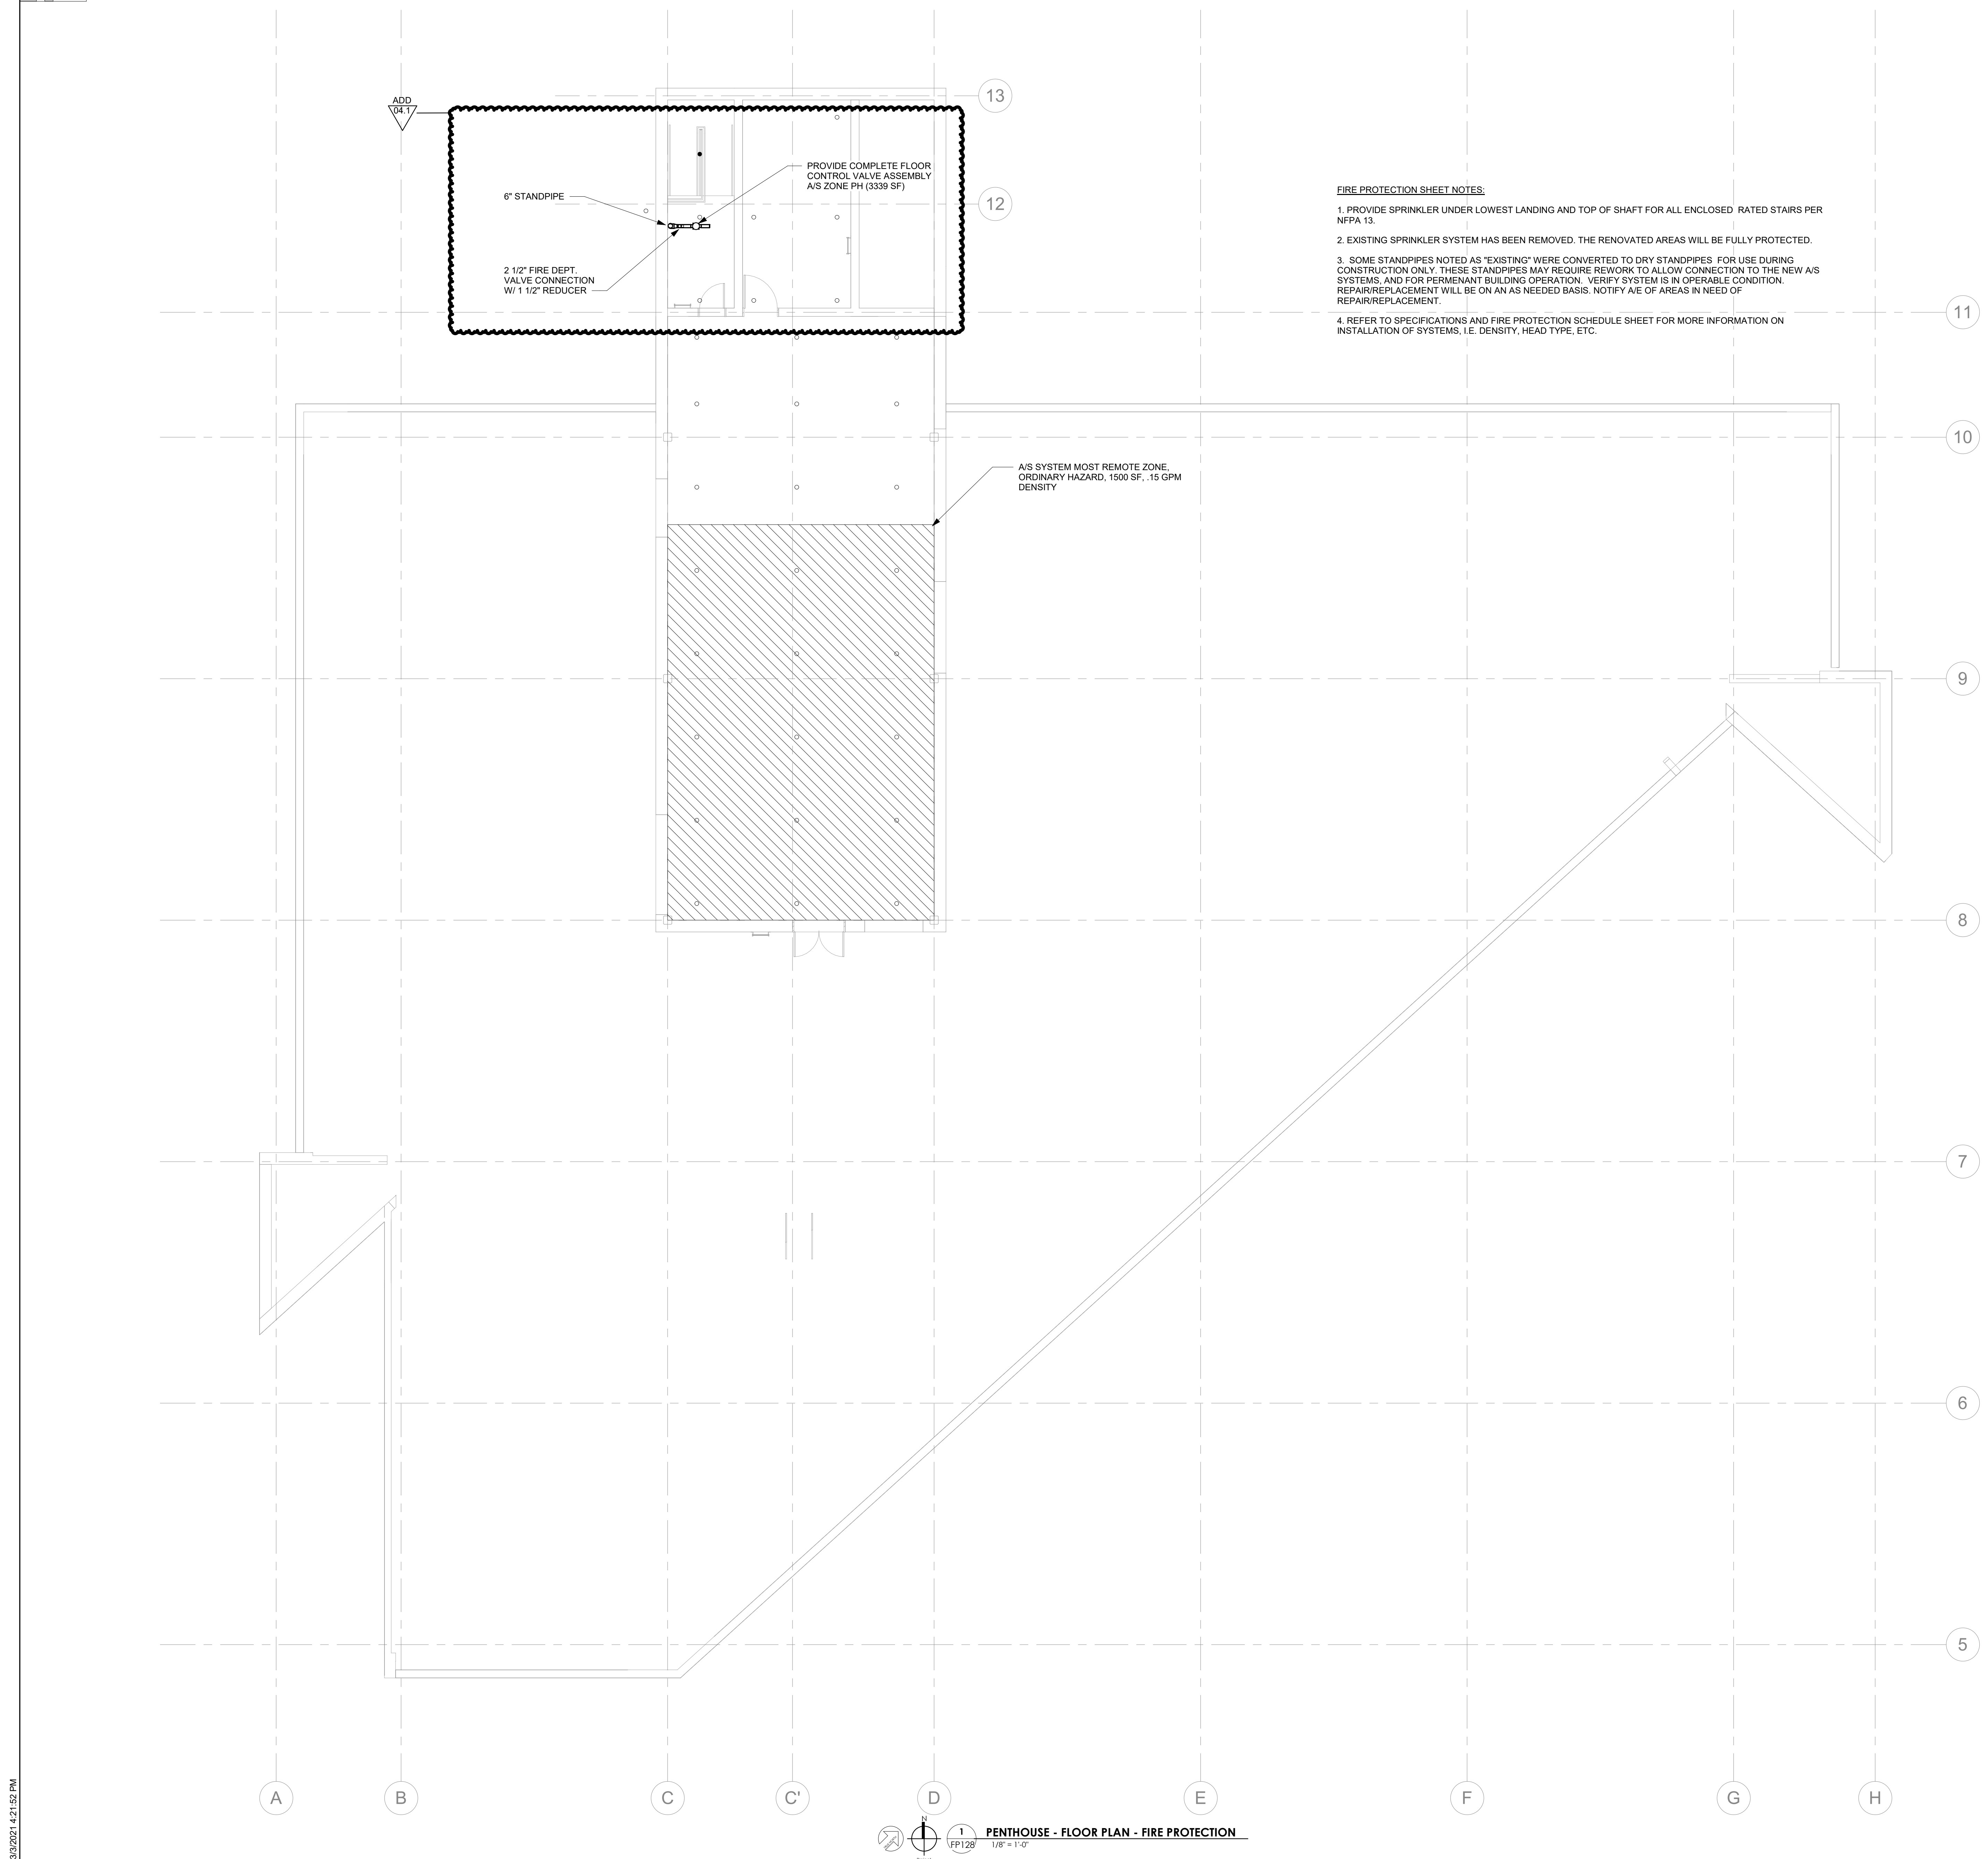 ADD
04.1
13
PROVIDE COMPLETE FLOOR
CONTROL VALVE ASSEMBLY
A/S ZONE PH (3339 SF)
6" STANDPIPE
12
2 1/2" FIRE DEPT.
VALVE CONNECTION
W/ 1 1/2" REDUCER
FIRE PROTECTION SHEET NOTES:
1. PROVIDE SPRINKLER UNDER LOWEST LANDING AND TOP OF SHAFT FOR ALL ENCLOSED RATED STAIRS PER
NFPA 13.
2. EXISTING SPRINKLER SYSTEM HAS BEEN REMOVED. THE RENOVATED AREAS WILL BE FULLY PROTECTED.
3. SOME STANDPIPES NOTED AS "EXISTING" WERE CONVERTED TO DRY STANDPIPES FOR USE DURING
CONSTRUCTION ONLY. THESE STANDPIPES MAY REQUIRE REWORK TO ALLOW CONNECTION TO THE NEW A/S
SYSTEMS, AND FOR PERMENANT BUILDING OPERATION. VERIFY SYSTEM IS IN OPERABLE CONDITION.
REPAIR/REPLACEMENT WILL BE ON AN AS NEEDED BASIS. NOTIFY A/E OF AREAS IN NEED OF
REPAIR/REPLACEMENT.
4. REFER TO SPECIFICATIONS AND FIRE PROTECTION SCHEDULE SHEET FOR MORE INFORMATION ON
INSTALLATION OF SYSTEMS, I.E. DENSITY, HEAD TYPE, ETC.
11
10
A/S SYSTEM MOST REMOTE ZONE,
ORDINARY HAZARD, 1500 SF, .15 GPM
DENSITY
9
8
7
6
5
A
B
C
C'
D
E
F
G
H
3/3/2021 4:21:52 PM
N
1
FP128
PENTHOUSE - FLOOR PLAN - FIRE PROTECTION
1/8" = 1'-0"